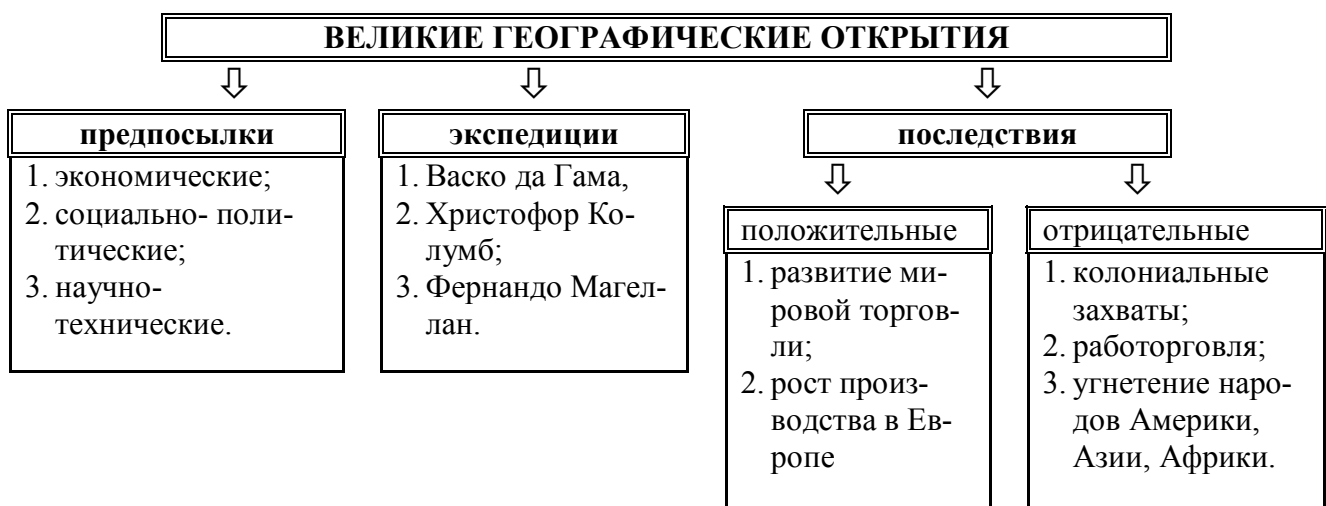 ВЕЛИКИЕ ГЕОГРАФИЧЕСКИЕ ОТКРЫТИЯ
предпосылки
1. экономические;
2. социально- поли-
тические;
3. научно-
технические.
экспедиции
1. Васко да Гама,
2. Христофор Ко-
лумб;
3. Фернандо Магел-
лан.
последствия
положительные
1. развитие ми-
ровой торгов-
ли;
2. рост произ-
водства в Ев-
ропе
отрицательные
1. колониальные
захваты;
2. работорговля;
3. угнетение наро-
дов Америки,
Азии, Африки.